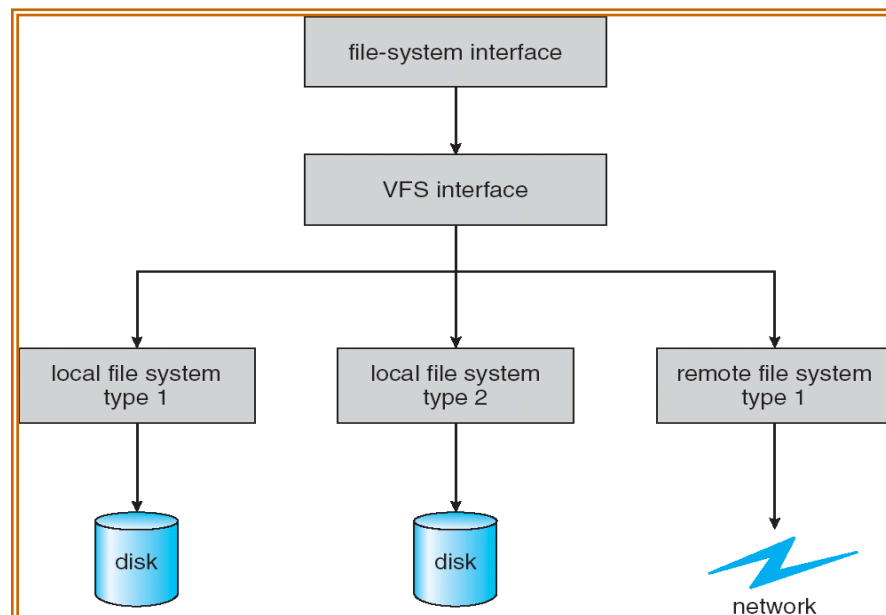 file-system interface
VFS interface
local file system
type 1
local file system
type 2
remote file system
type 1
disk
disk
network